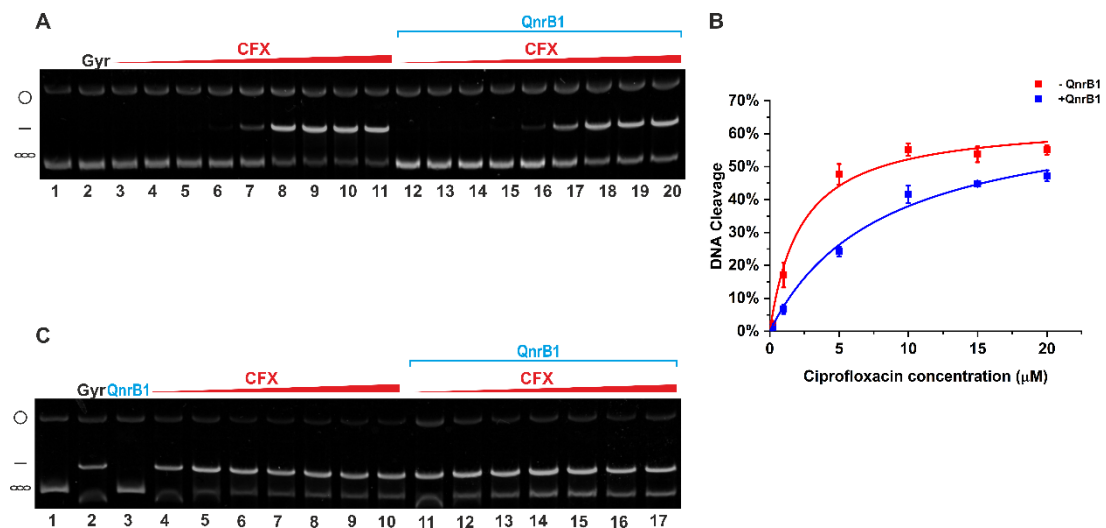 A
QnrB1
Gyr CFX CFX
1 2 3 4 5 6 7 8 9 10 11 12 13 14 15 16 17 18 19 20
B
- QnrB1
+QnrB1
70%
60%
50%
40%
30%
20%
10%
0%
DNA Cleavage
0 5 10 15 20
Ciprofloxacin concentration (μM)
C
QnrB1
Gyr QnrB1 CFX CFX
1 2 3 4 5 6 7 8 9 10 11 12 13 14 15 16 17